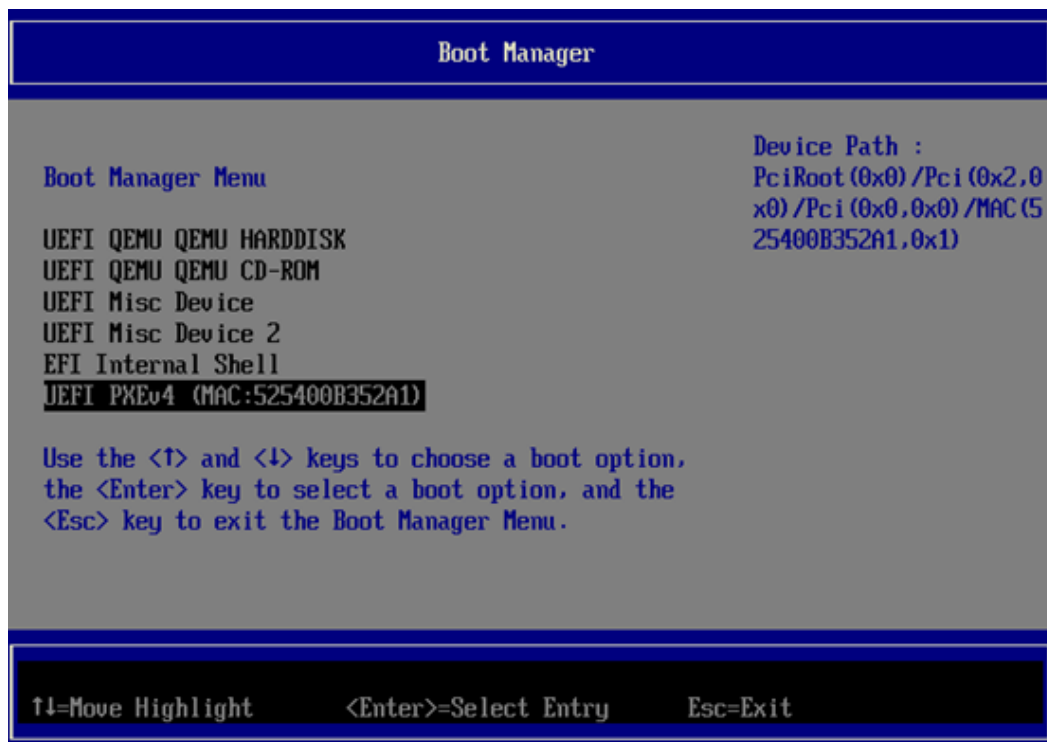 Boot Manager
Boot Manager Menu
UEFI QEMU QEMU HARDDISK
UEFI QEMU QEMU CD-ROM
UEFI Misc Device
UEFI Misc Device 2
EFI Internal Shell
UEFI PXEv4 (MAC:525400B352A1)
Use the <↑> and <↓> keys to choose a boot option,
the <Enter> key to select a boot option, and the
<Esc> key to exit the Boot Manager Menu.
Device Path :
PciRoot(0x0)/Pci(0x2,0
x0)/Pci(0x0,0x0)/MAC(5
25400B352A1,0x1)
↑↓=Move Highlight <Enter>=Select Entry Esc=Exit